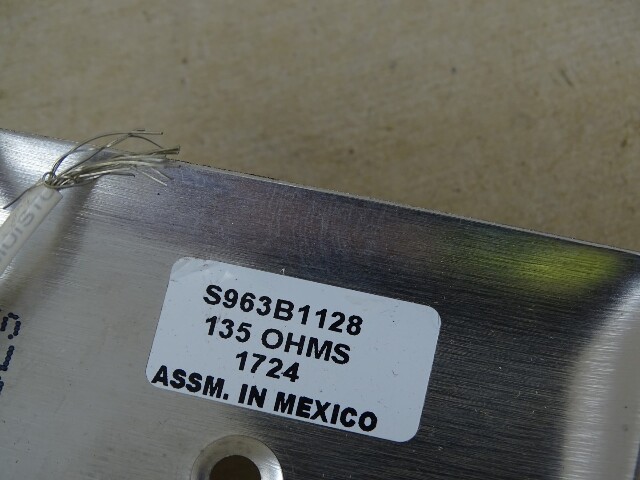 S963B1128
135 OHMS
1724
ASSM. IN MEXICO